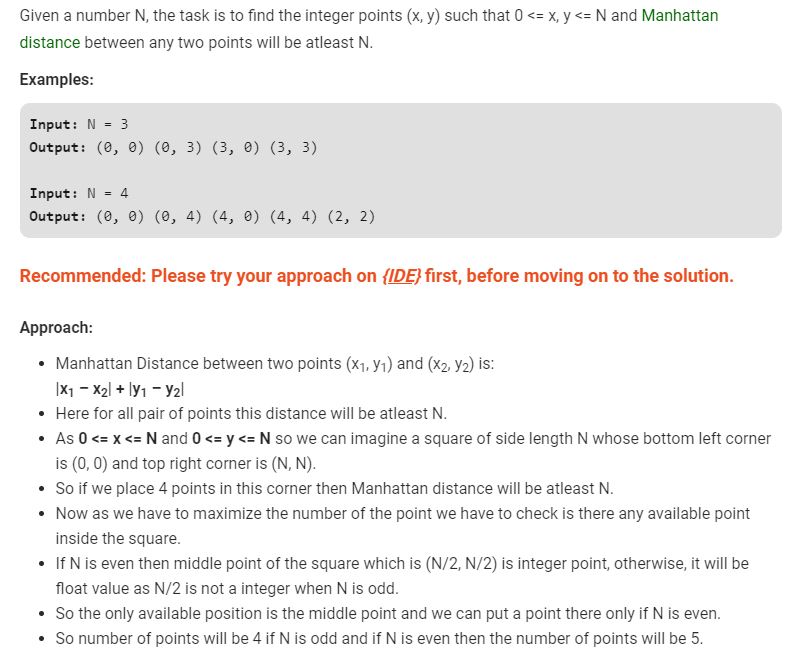 Given a number N, the task is to find the integer points (x, y) such that 0 <= x, y <= N and Manhattan
distance between any two points will be atleast N.
Examples:
Input: N = 3
Output: (0, 0) (0, 3) (3, 0) (3, 3)
Input: N = 4
Output: (0, 0) (0, 4) (4, 0) (4, 4) (2, 2)
Recommended: Please try your approach on {IDE} first, before moving on to the solution.
Approach:
• Manhattan Distance between two points (x₁, y₁) and (x₂, y₂) is:
|x₁ − x₂| + |y₁ − y₂|
• Here for all pair of points this distance will be atleast N.
• As 0 <= x <= N and 0 <= y <= N so we can imagine a square of side length N whose bottom left corner
is (0, 0) and top right corner is (N, N).
• So if we place 4 points in this corner then Manhattan distance will be atleast N.
• Now as we have to maximize the number of the point we have to check is there any available point
inside the square.
• If N is even then middle point of the square which is (N/2, N/2) is integer point, otherwise, it will be
float value as N/2 is not a integer when N is odd.
• So the only available position is the middle point and we can put a point there only if N is even.
• So number of points will be 4 if N is odd and if N is even then the number of points will be 5.